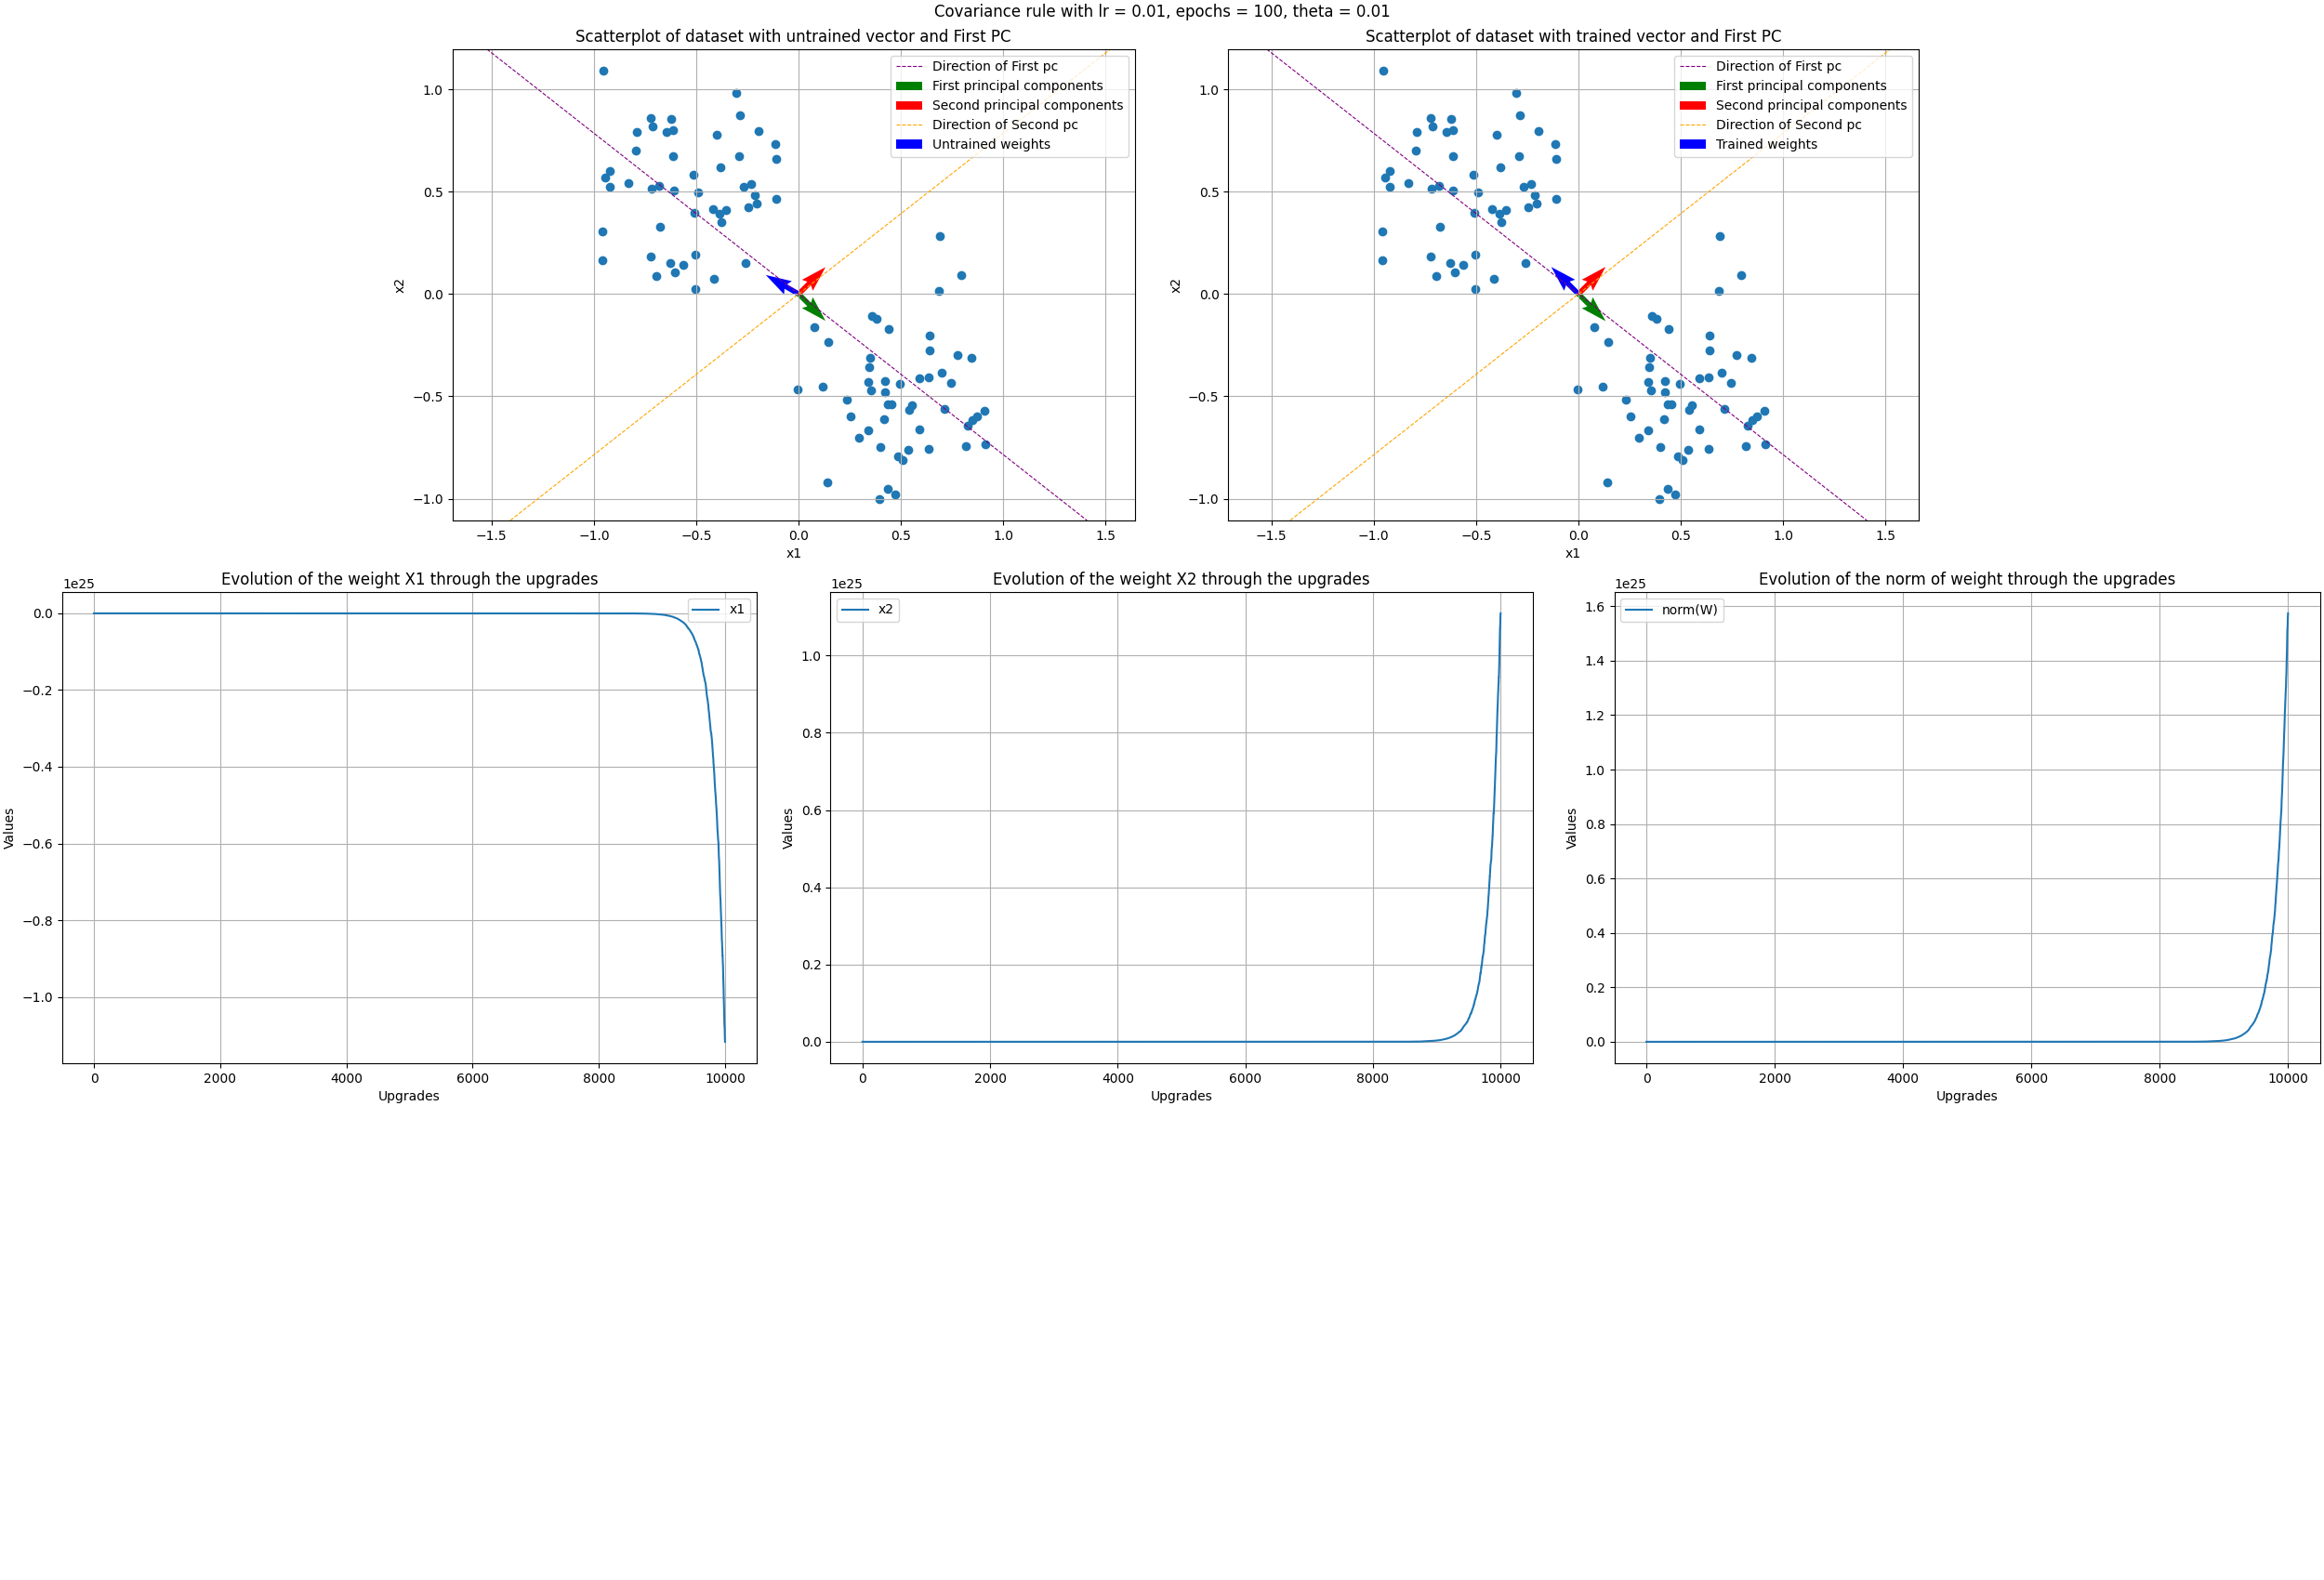 Covariance rule with lr = 0.01, epochs = 100, theta = 0.01
Scatterplot of dataset with untrained vector and First PC
Direction of First pc
First principal components
Second principal components
Direction of Second pc
Untrained weights
x2
1.0
0.5
0.0
−0.5
−1.0
−1.5 −1.0 −0.5 0.0 0.5 1.0 1.5
x1
Scatterplot of dataset with trained vector and First PC
Direction of First pc
First principal components
Second principal components
Direction of Second pc
Trained weights
x2
1.0
0.5
0.0
−0.5
−1.0
−1.5 −1.0 −0.5 0.0 0.5 1.0 1.5
x1
Evolution of the weight X1 through the upgrades
1e25
x1
Values
0.0
−0.2
−0.4
−0.6
−0.8
−1.0
0 2000 4000 6000 8000 10000
Upgrades
Evolution of the weight X2 through the upgrades
1e25
x2
Values
1.0
0.8
0.6
0.4
0.2
0.0
0 2000 4000 6000 8000 10000
Upgrades
Evolution of the norm of weight through the upgrades
1e25
norm(W)
Values
1.6
1.4
1.2
1.0
0.8
0.6
0.4
0.2
0.0
0 2000 4000 6000 8000 10000
Upgrades